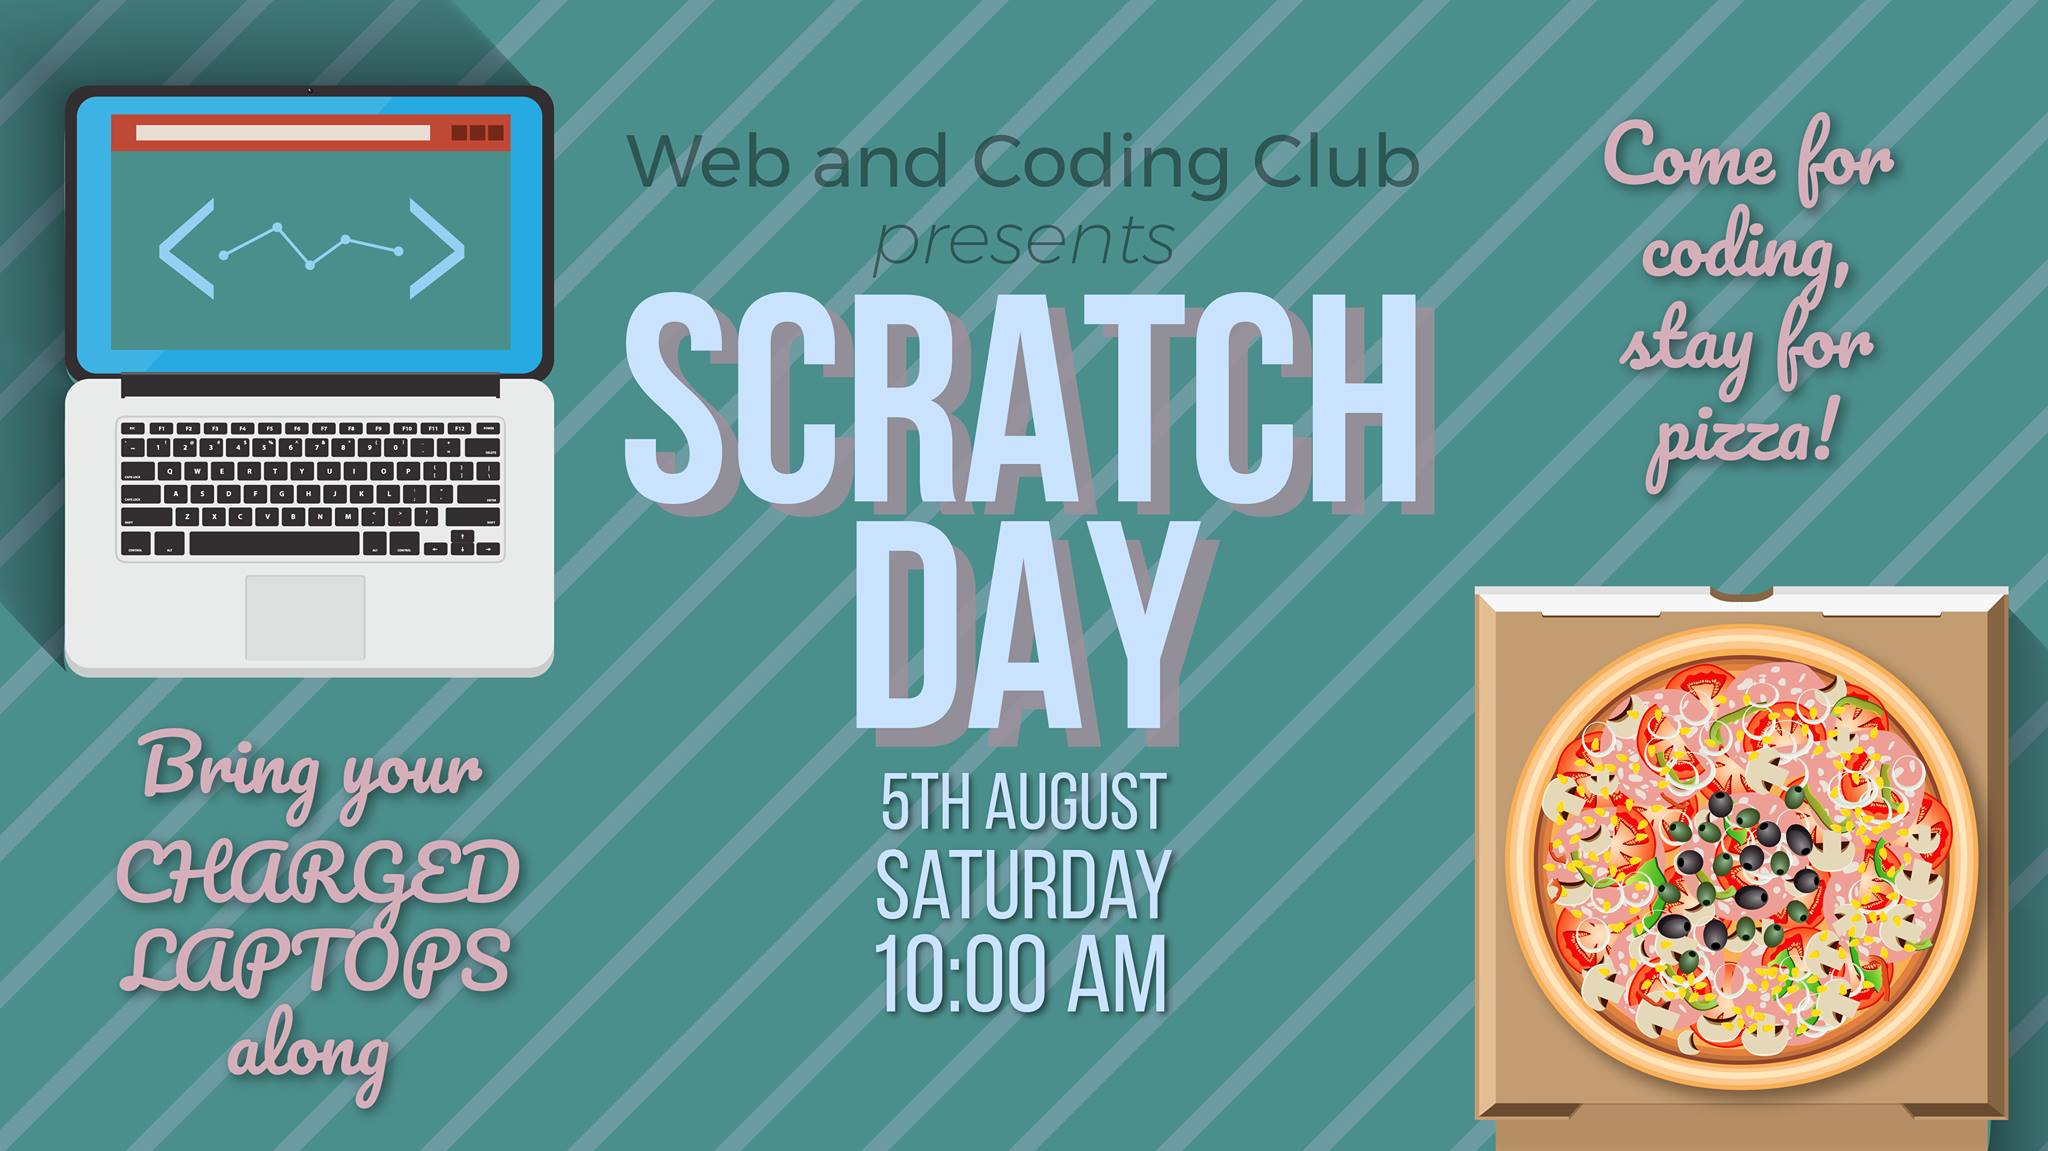 Web and Coding Club
presents
SCRATCH
DAY
5TH AUGUST
SATURDAY
10:00 AM
Come for
coding,
stay for
pizza!
Bring your
CHARGED
LAPTOPS
along